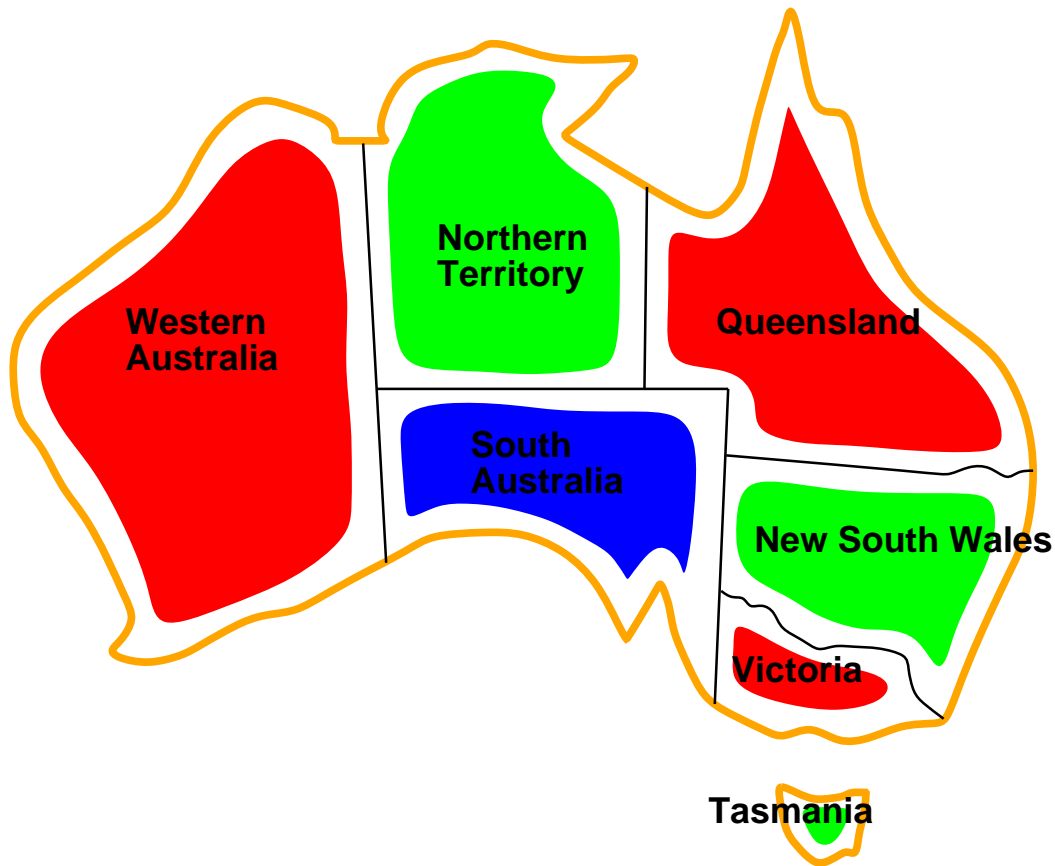 Northern
Territory
Western
Australia
Queensland
South
Australia
New South Wales
Victoria
Tasmania